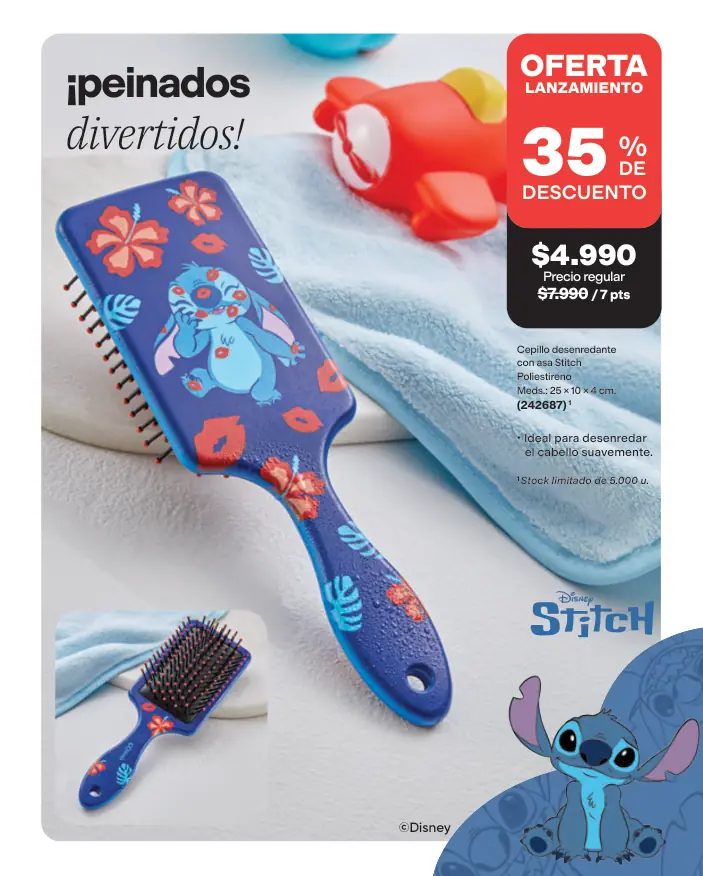 ¡peinados
divertidos!
OFERTA
LANZAMIENTO
35 %
DE
DESCUENTO
$4.990
Precio regular
$7.990 / 7 pts
Cepillo desenredante
con asa Stitch
Poliestireno
Meds.: 25 × 10 × 4 cm.
(242687) ¹
• Ideal para desenredar
el cabello suavemente.
¹ Stock limitado de 5.000 u.
Disney
Stitch
©Disney